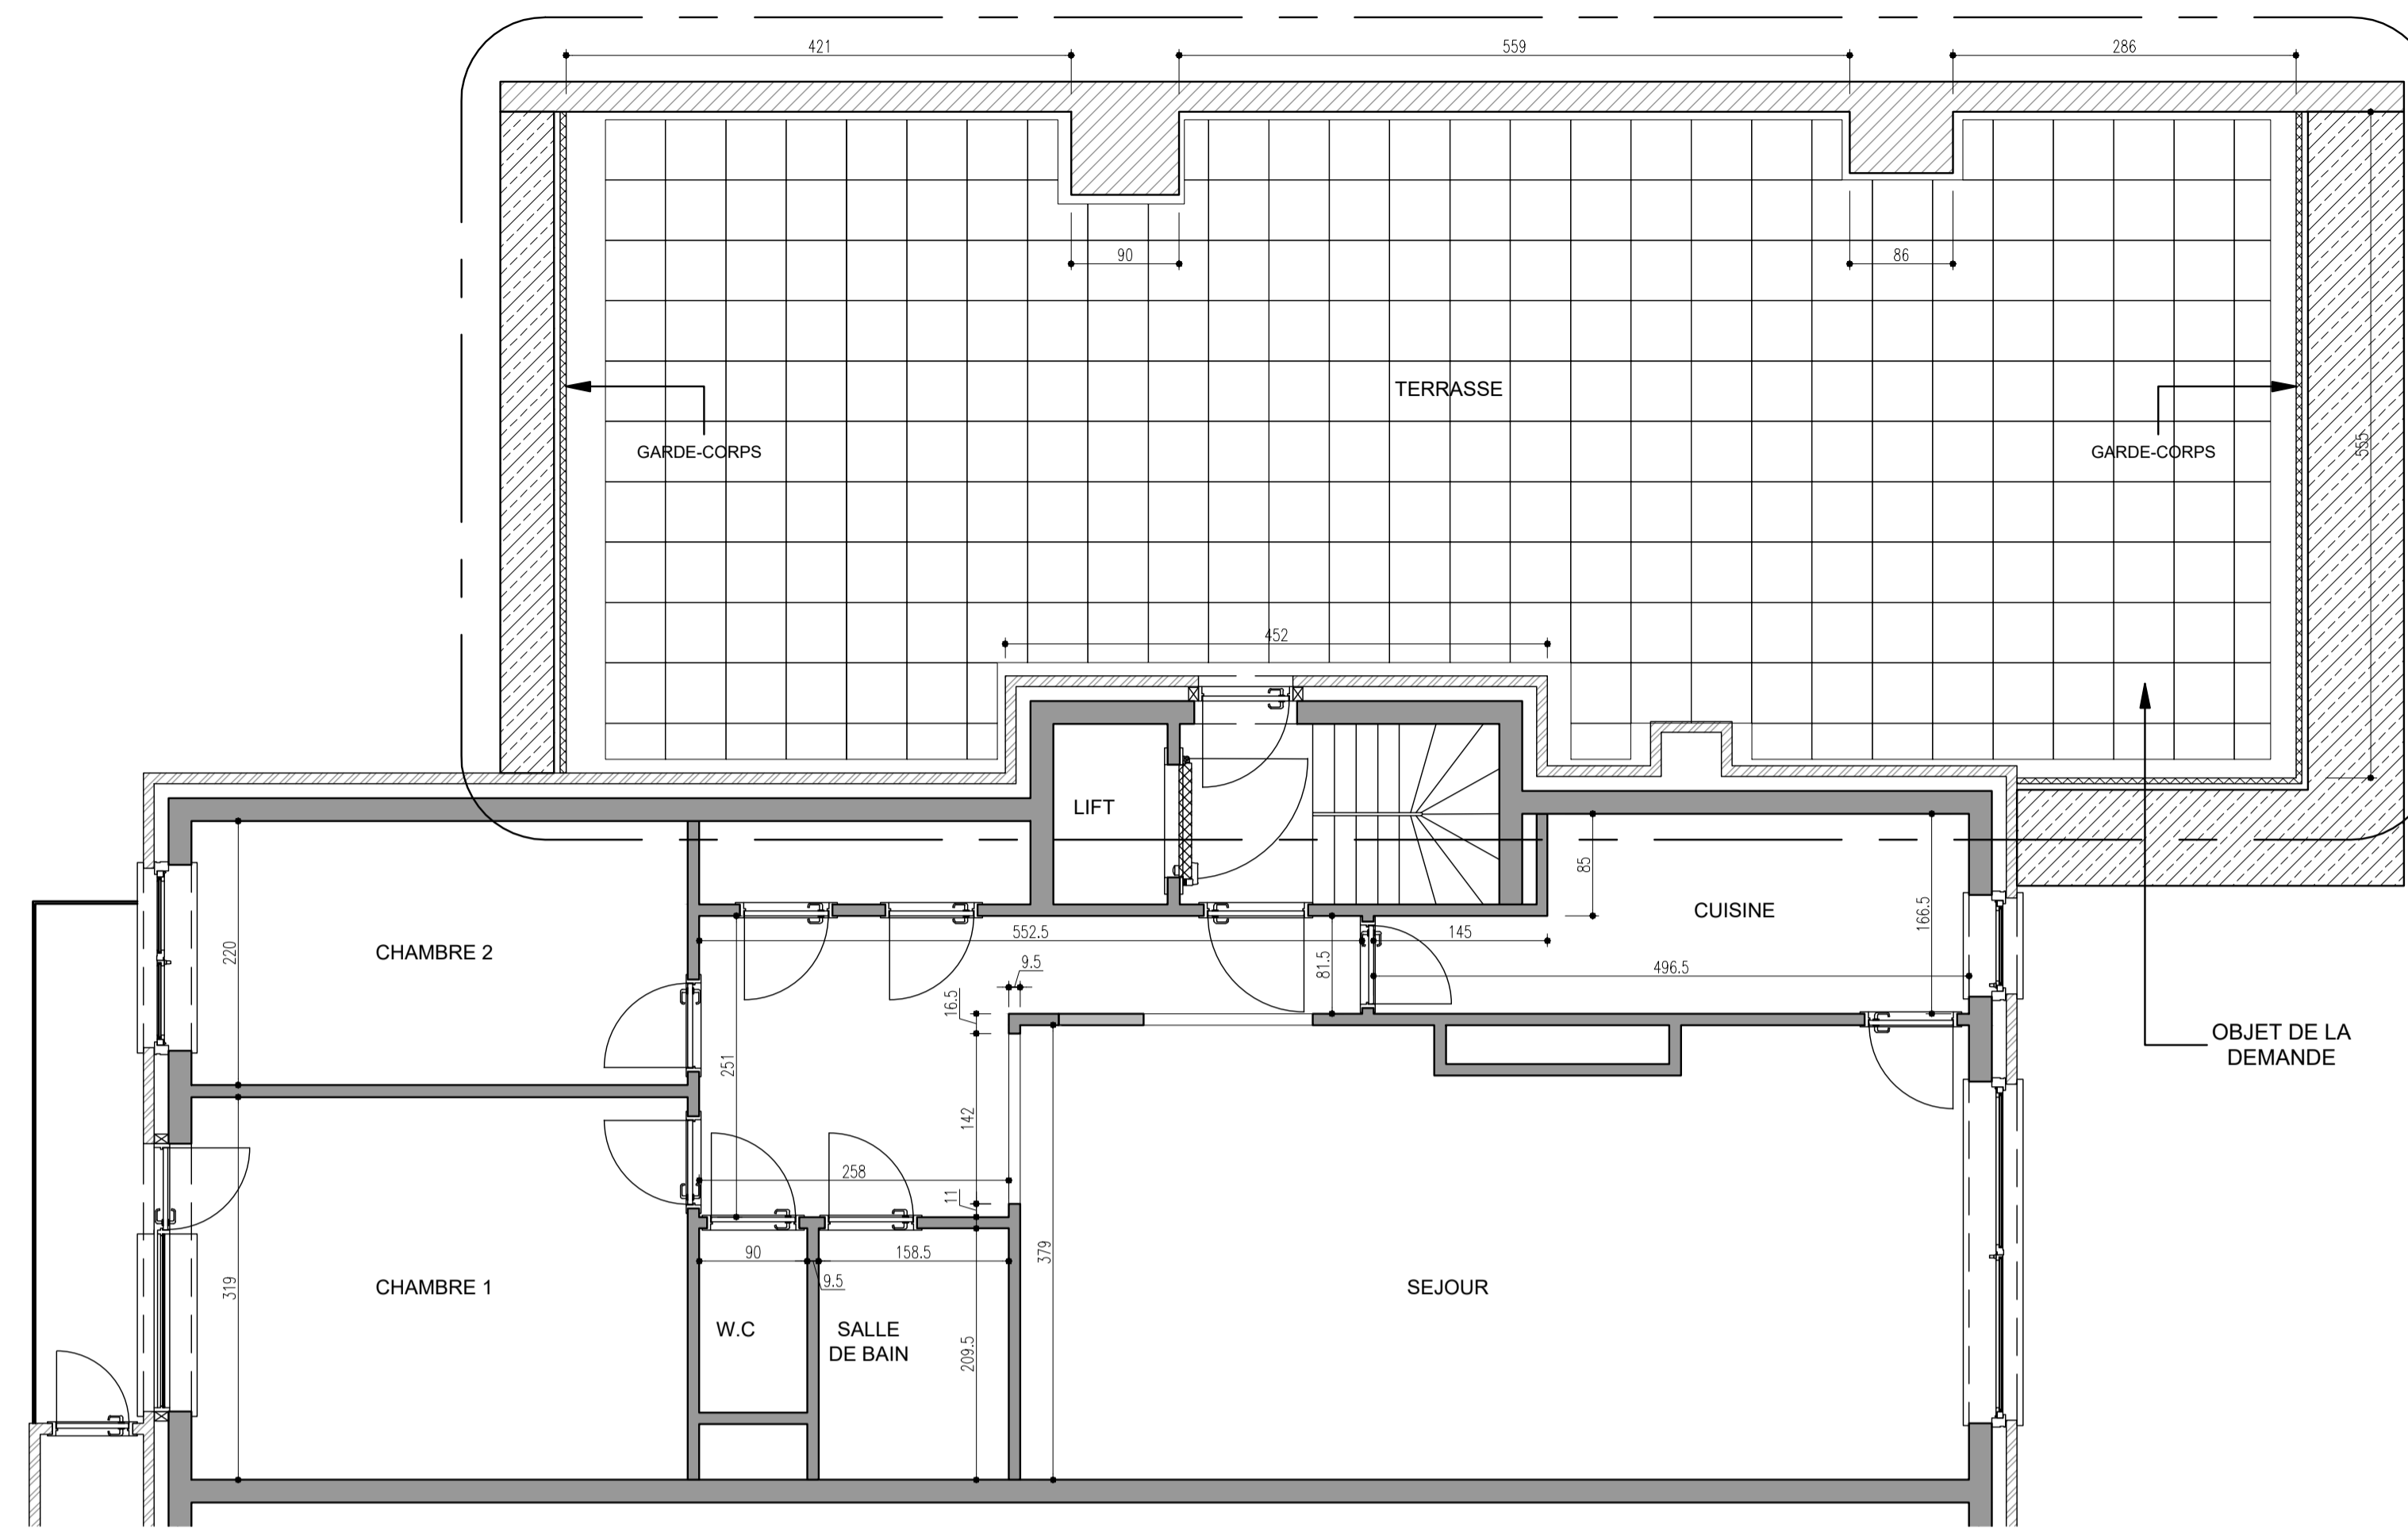 421
559
286
90
86
TERRASSE
GARDE-CORPS
GARDE-CORPS
555
452
LIFT
85
CUISINE
166.5
220
CHAMBRE 2
552.5
145
81.5
9.5
496.5
16.5
251
142
OBJET DE LA
DEMANDE
258
11
90
158.5
9.5
379
319
CHAMBRE 1
SEJOUR
W.C
SALLE
DE BAIN
209.5